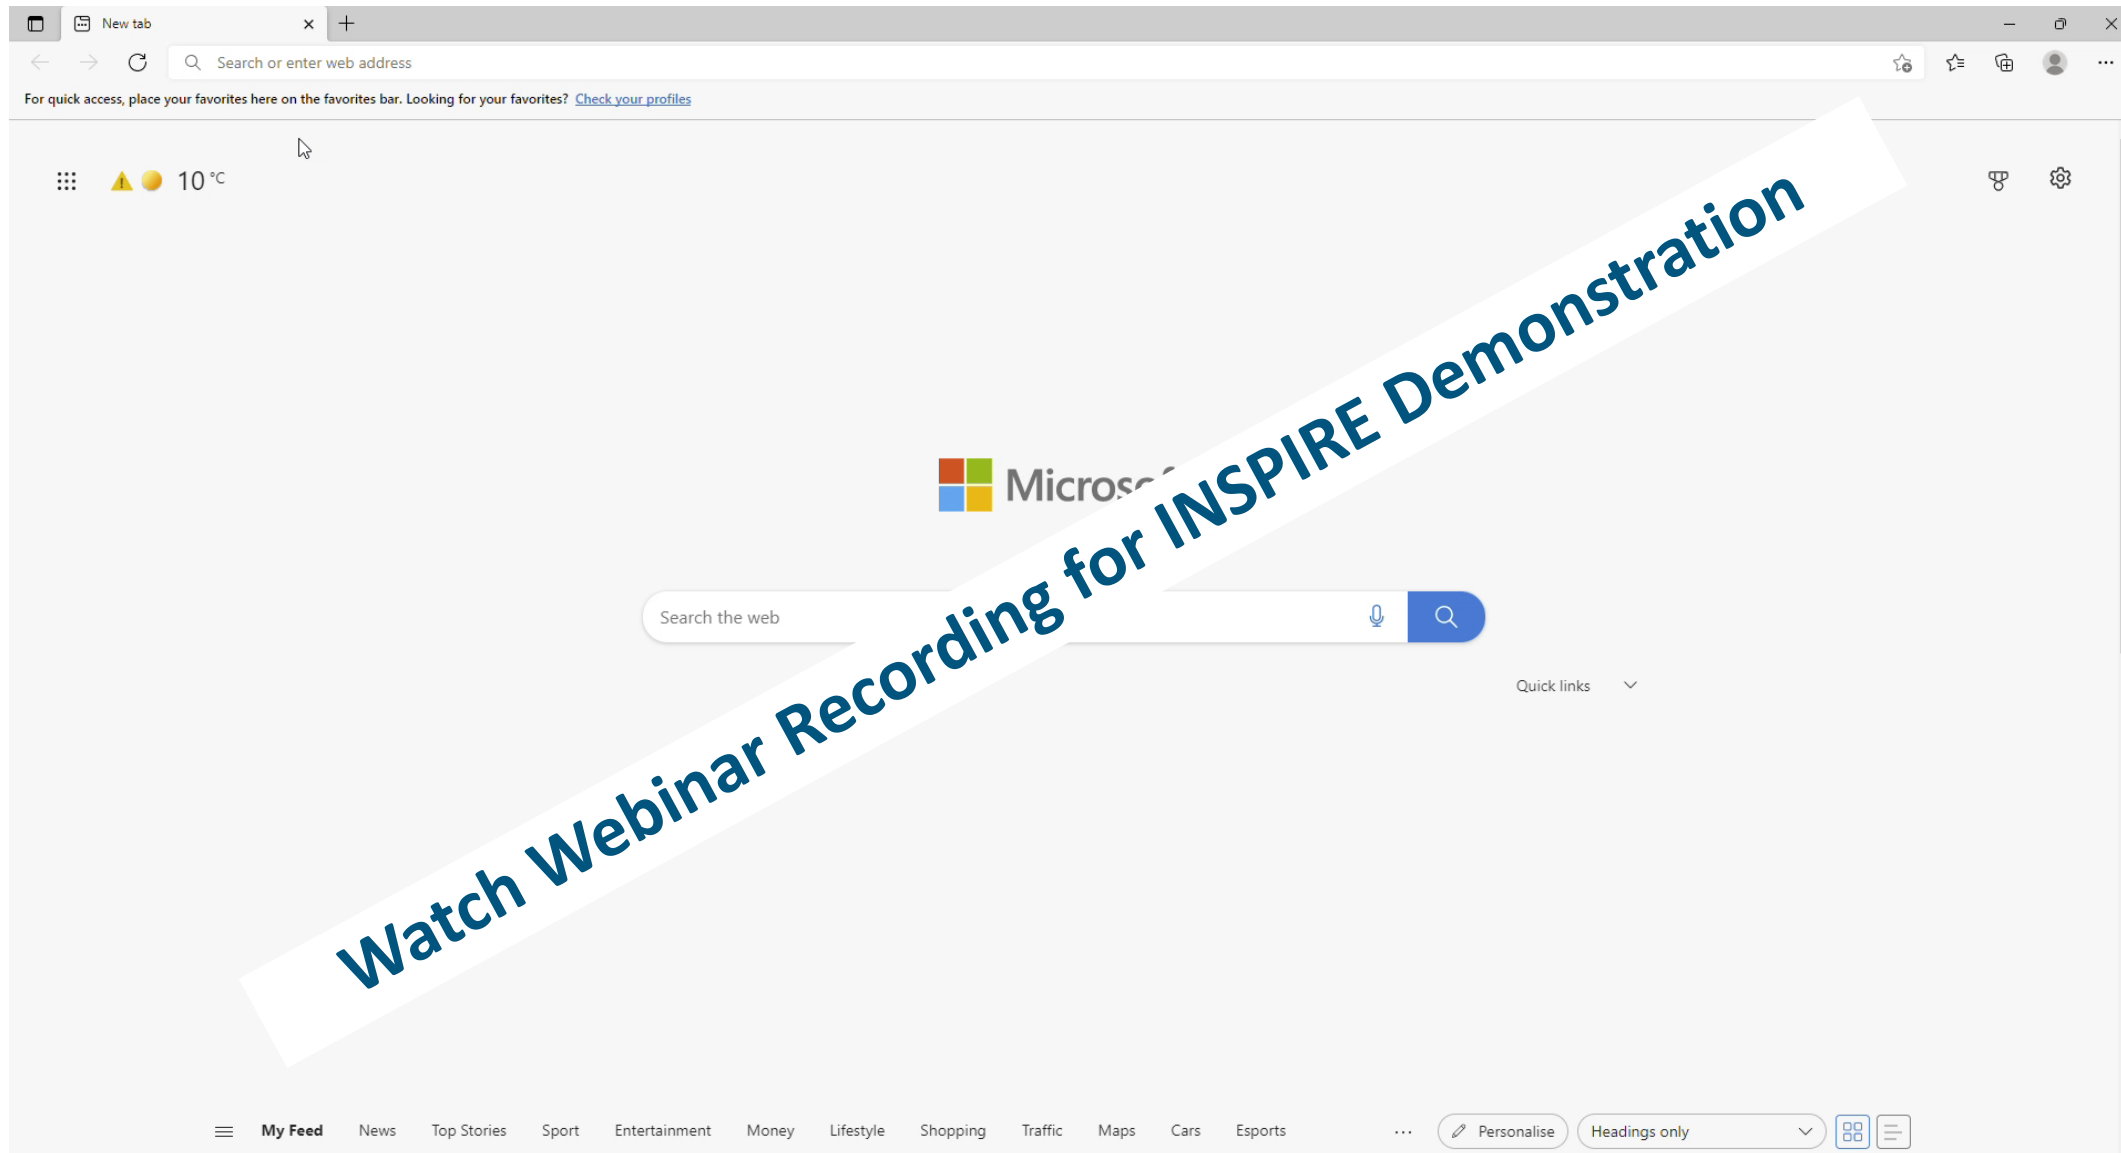 New tab
Search or enter web address
For quick access, place your favorites here on the favorites bar. Looking for your favorites? Check your profiles
10 °C
Watch Webinar Recording for INSPIRE Demonstration
Search the web
Quick links
My Feed News Top Stories Sport Entertainment Money Lifestyle Shopping Traffic Maps Cars Esports ... Personalise Headings only